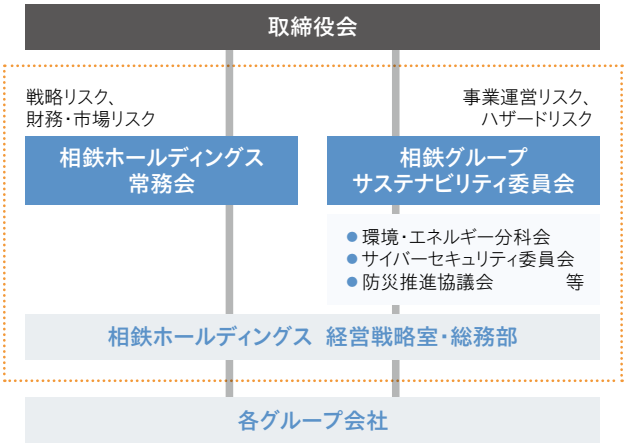 取締役会
戦略リスク、
財務・市場リスク
相鉄ホールディングス
常務会
事業運営リスク、
ハザードリスク
相鉄グループ
サステナビリティ委員会
●環境・エネルギー分科会
●サイバーセキュリティ委員会
●防災推進協議会 等
相鉄ホールディングス 経営戦略室・総務部
各グループ会社